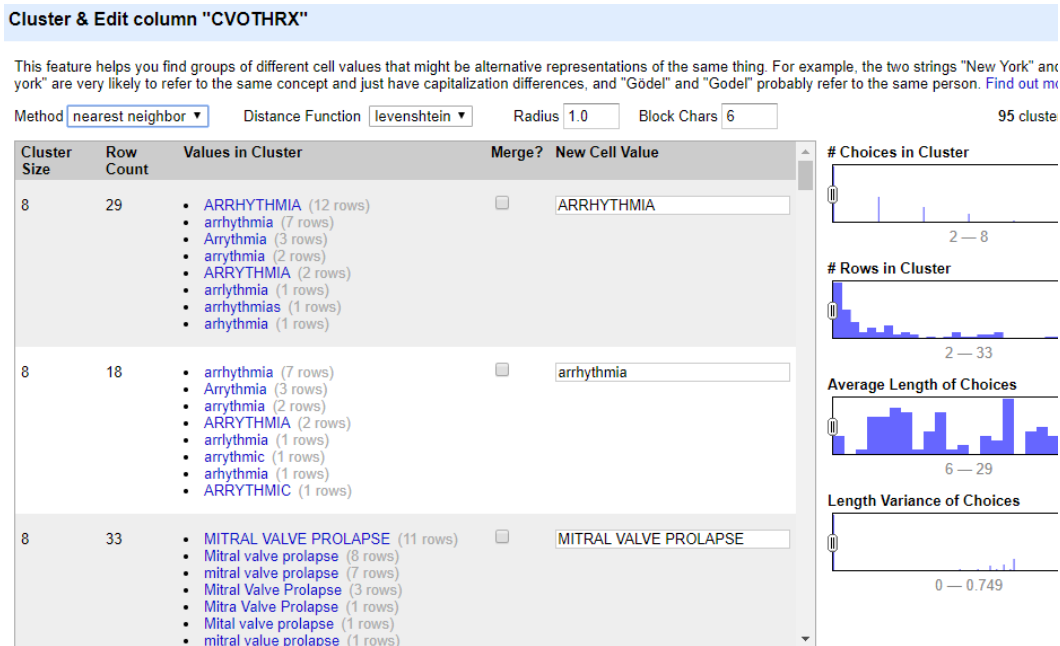 Cluster & Edit column "CVOTHRX"
This feature helps you find groups of different cell values that might be alternative representations of the same thing. For example, the two strings "New York" and
york" are very likely to refer to the same concept and just have capitalization differences, and "Gödel" and "Godel" probably refer to the same person. Find out mo
Method nearest neighbor ▼ Distance Function levenshtein ▼ Radius 1.0 Block Chars 6 95 cluster
Cluster Size Row Count Values in Cluster Merge? New Cell Value
8 29 • ARRHYTHMIA (12 rows) ARRHYTHMIA
• arrhythmia (7 rows)
• Arrythmia (3 rows)
• arrythmia (2 rows)
• ARRYTHMIA (2 rows)
• arrlythmia (1 rows)
• arrhythmias (1 rows)
• arhythmia (1 rows)
8 18 • arrhythmia (7 rows) arrhythmia
• Arrythmia (3 rows)
• arrythmia (2 rows)
• ARRYTHMIA (2 rows)
• arrlythmia (1 rows)
• arrythmic (1 rows)
• arhythmia (1 rows)
• ARRYTHMIC (1 rows)
8 33 • MITRAL VALVE PROLAPSE (11 rows) MITRAL VALVE PROLAPSE
• Mitral valve prolapse (8 rows)
• mitral valve prolapse (7 rows)
• Mitral Valve Prolapse (3 rows)
• Mitra Valve Prolapse (1 rows)
• Mital valve prolapse (1 rows)
• mitral value prolapse (1 rows)
# Choices in Cluster
2 — 8
# Rows in Cluster
2 — 33
Average Length of Choices
6 — 29
Length Variance of Choices
0 — 0.749